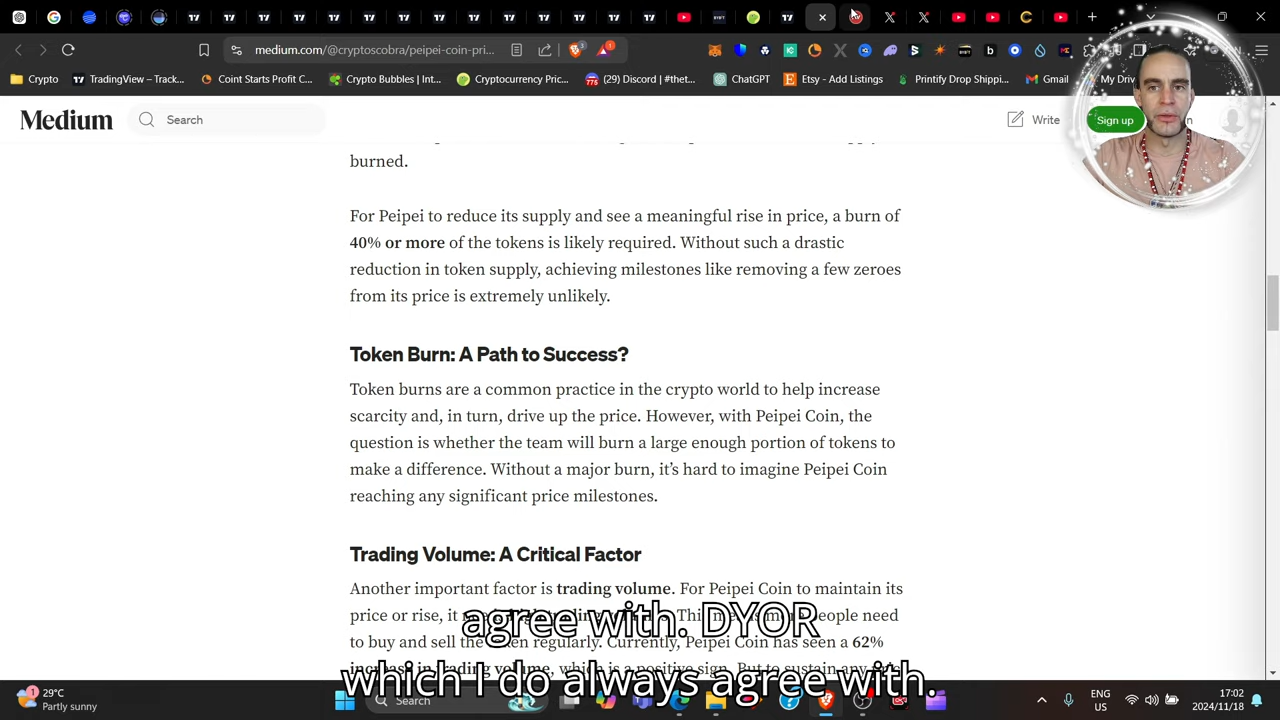 medium.com/@cryptoscobra/peipei-coin-pri...
Crypto
TradingView – Track...
Coint Starts Profit C...
Crypto Bubbles | Int...
Cryptocurrency Pric...
(29) Discord | #thet...
ChatGPT
Etsy - Add Listings
Printify Drop Shippi...
Gmail
My Driv
Medium
Search
Write
Sign up
burned.
For Peipei to reduce its supply and see a meaningful rise in price, a burn of
40% or more of the tokens is likely required. Without such a drastic
reduction in token supply, achieving milestones like removing a few zeroes
from its price is extremely unlikely.
Token Burn: A Path to Success?
Token burns are a common practice in the crypto world to help increase
scarcity and, in turn, drive up the price. However, with Peipei Coin, the
question is whether the team will burn a large enough portion of tokens to
make a difference. Without a major burn, it’s hard to imagine Peipei Coin
reaching any significant price milestones.
Trading Volume: A Critical Factor
Another important factor is trading volume. For Peipei Coin to maintain its
price or rise, it
people need
to buy and sell the
regularly. Currently, Peipei Coin has seen a 62%
agree with. DYOR
which I do always agree with.
29°C
Partly sunny
Search
ENG
GB
17:02
2024/11/18